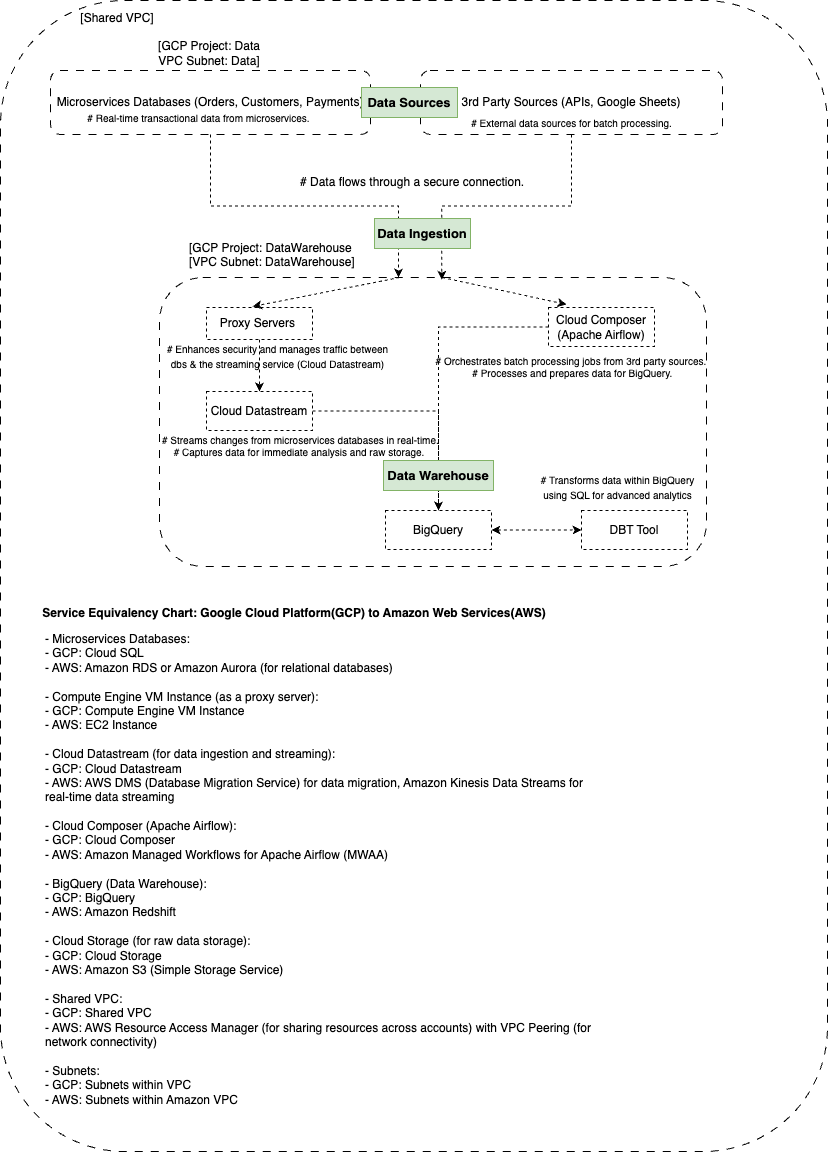 [Shared VPC]
[GCP Project: Data
VPC Subnet: Data]
Microservices Databases (Orders, Customers, Payments)
# Real-time transactional data from microservices.
Data Sources
3rd Party Sources (APIs, Google Sheets)
# External data sources for batch processing.
# Data flows through a secure connection.
Data Ingestion
[GCP Project: DataWarehouse
[VPC Subnet: DataWarehouse]
Proxy Servers
# Enhances security and manages traffic between
dbs & the streaming service (Cloud Datastream)
Cloud Composer
(Apache Airflow)
# Orchestrates batch processing jobs from 3rd party sources.
# Processes and prepares data for BigQuery.
Cloud Datastream
# Streams changes from microservices databases in real-time.
# Captures data for immediate analysis and raw storage.
Data Warehouse
# Transforms data within BigQuery
using SQL for advanced analytics
BigQuery
DBT Tool
Service Equivalency Chart: Google Cloud Platform(GCP) to Amazon Web Services(AWS)
- Microservices Databases:
- GCP: Cloud SQL
- AWS: Amazon RDS or Amazon Aurora (for relational databases)
- Compute Engine VM Instance (as a proxy server):
- GCP: Compute Engine VM Instance
- AWS: EC2 Instance
- Cloud Datastream (for data ingestion and streaming):
- GCP: Cloud Datastream
- AWS: AWS DMS (Database Migration Service) for data migration, Amazon Kinesis Data Streams for
real-time data streaming
- Cloud Composer (Apache Airflow):
- GCP: Cloud Composer
- AWS: Amazon Managed Workflows for Apache Airflow (MWAA)
- BigQuery (Data Warehouse):
- GCP: BigQuery
- AWS: Amazon Redshift
- Cloud Storage (for raw data storage):
- GCP: Cloud Storage
- AWS: Amazon S3 (Simple Storage Service)
- Shared VPC:
- GCP: Shared VPC
- AWS: AWS Resource Access Manager (for sharing resources across accounts) with VPC Peering (for
network connectivity)
- Subnets:
- GCP: Subnets within VPC
- AWS: Subnets within Amazon VPC